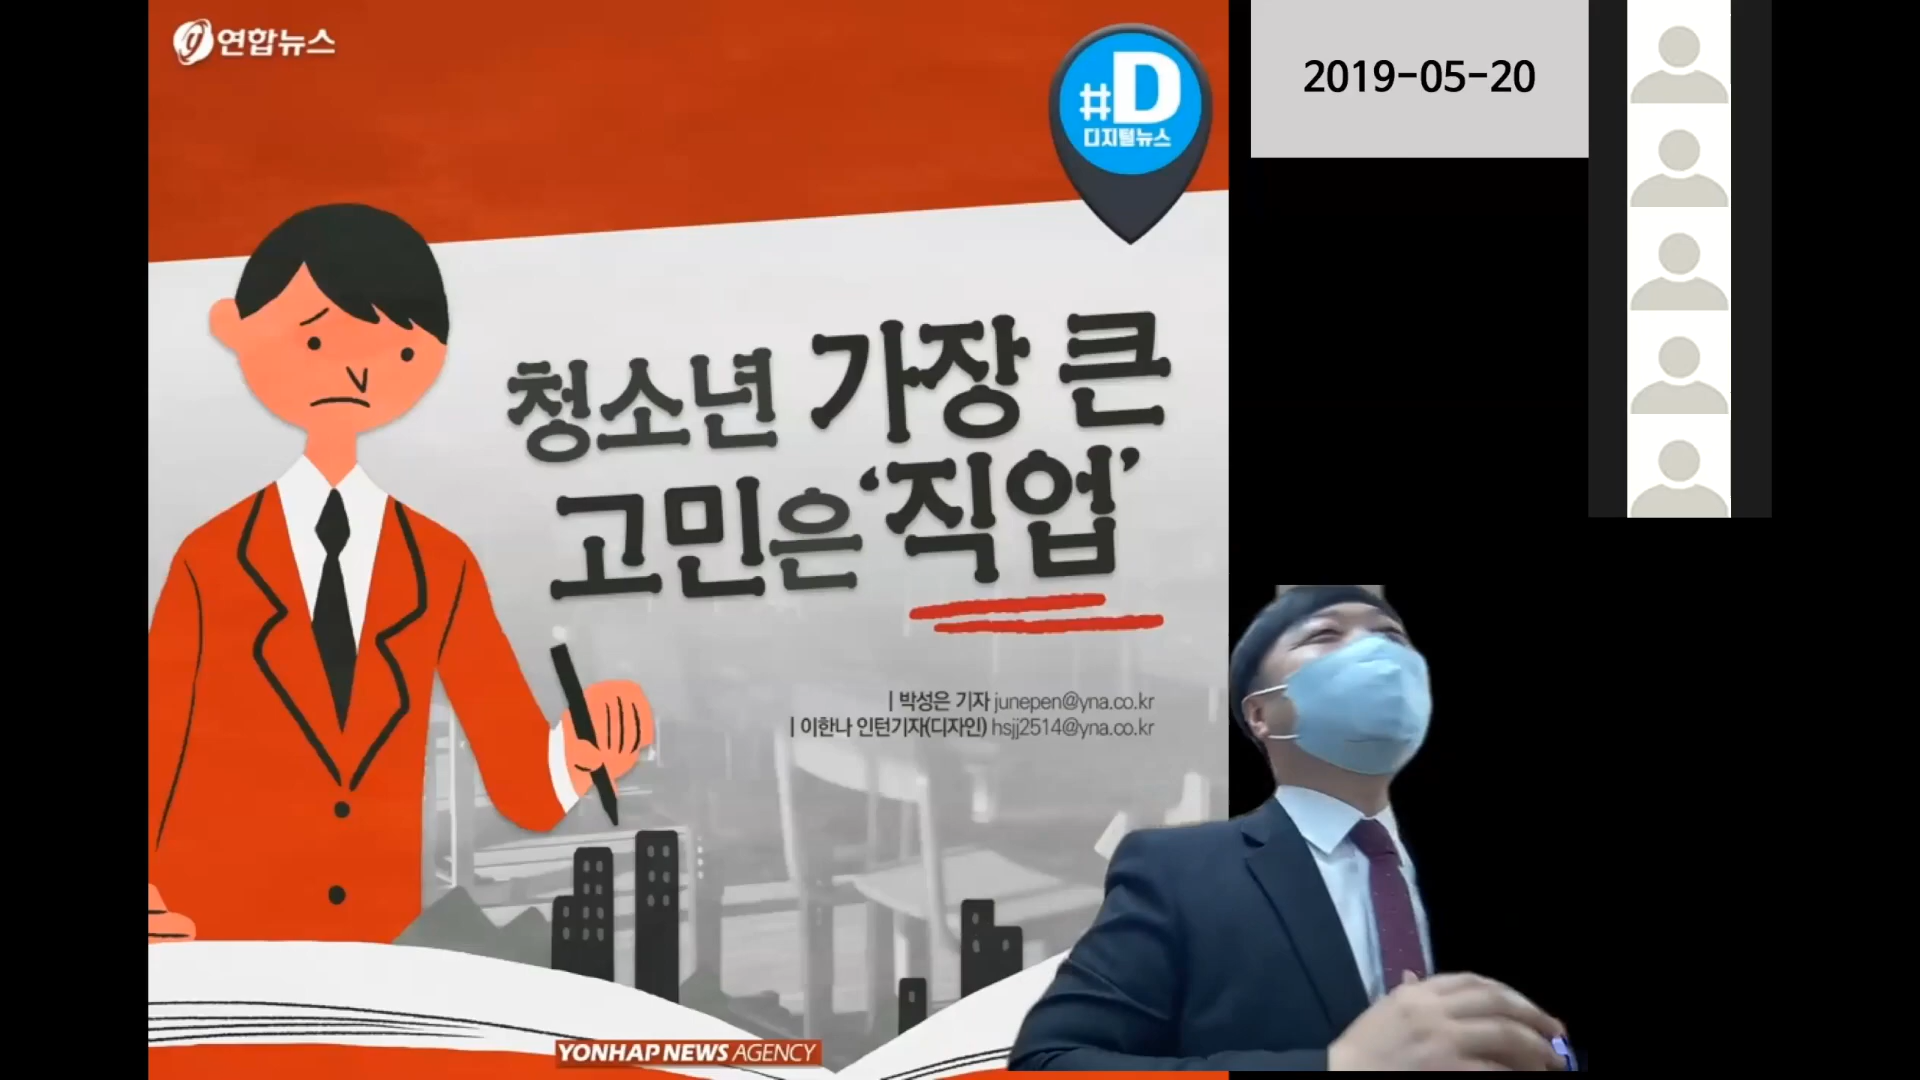 연합뉴스
#D
디지털뉴스
2019-05-20
청소년 가장 큰
고민은 '직업'
| 박성은 기자 junepen@yna.co.kr
| 이한나 인턴기자(디자인) hsjj2514@yna.co.kr
YONHAP NEWS AGENCY